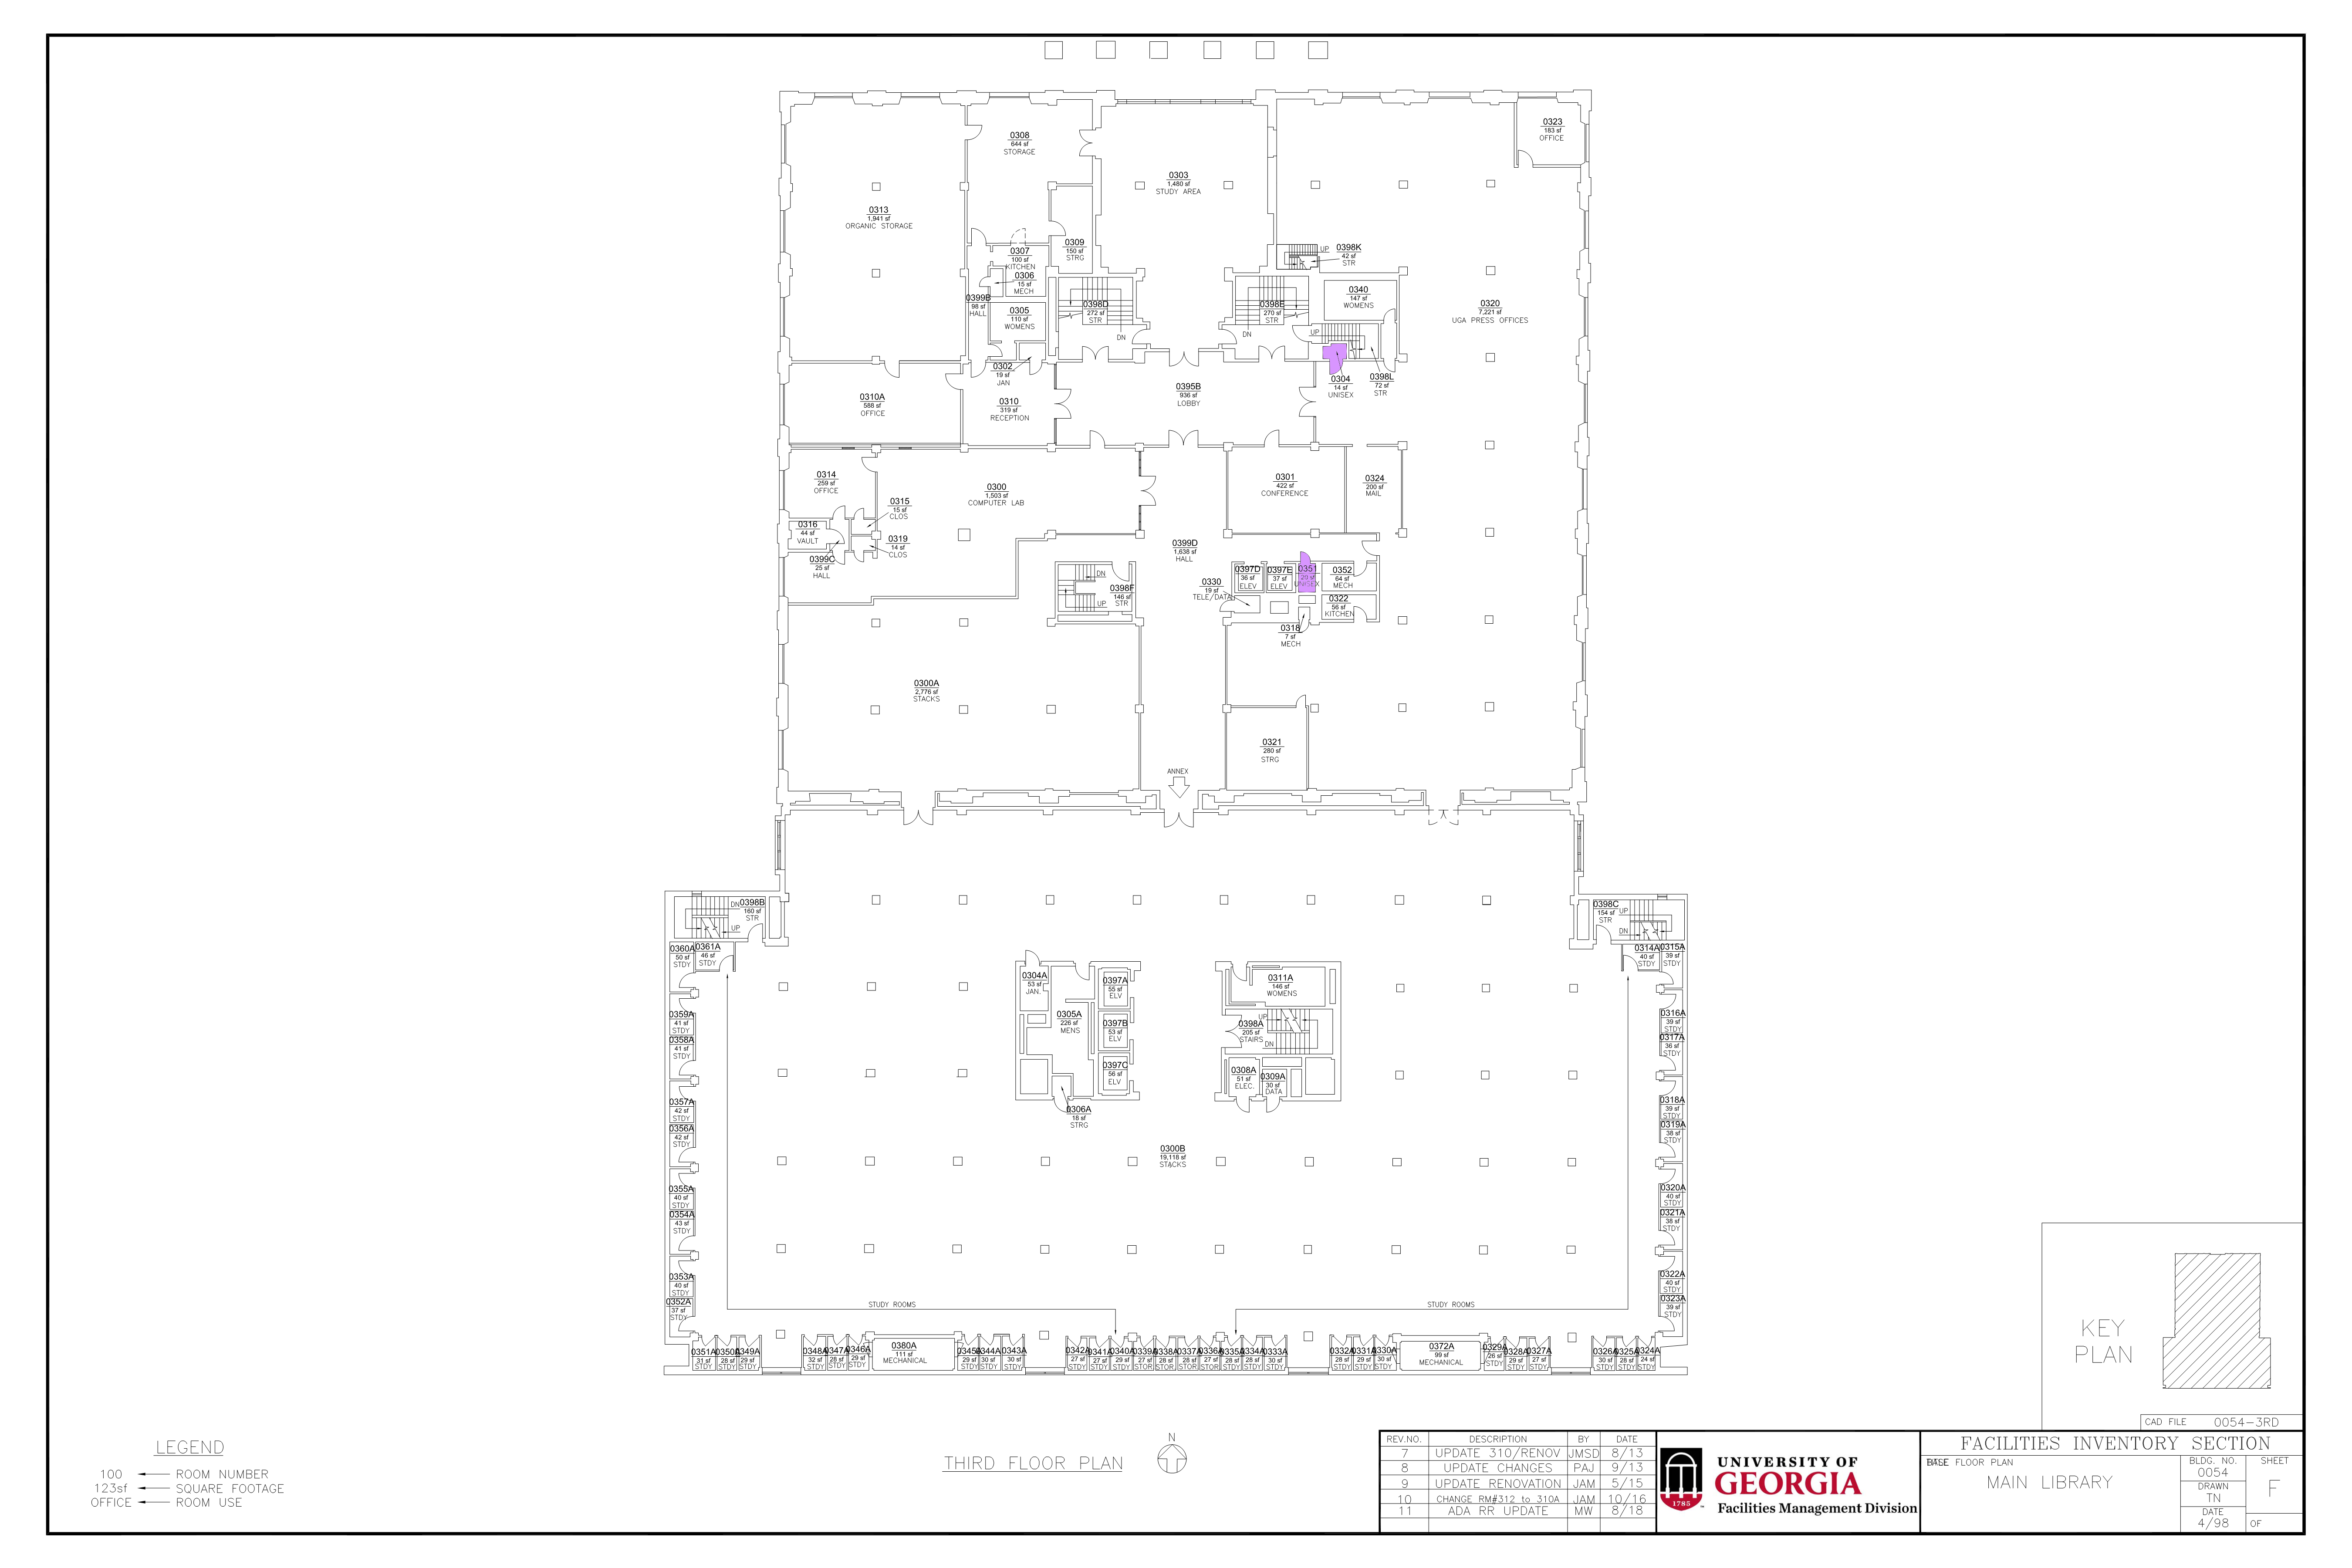 0323
183 sf
OFFICE
0308
644 sf
STORAGE
0303
1,480 sf
STUDY AREA
0313
1,941 sf
ORGANIC STORAGE
0309
150 sf
STRG
0307
100 sf
KITCHEN
0306
15 sf
MECH
UP
0398K
42 sf
STR
0399B
98 sf
HALL
0305
110 sf
WOMENS
0398D
272 sf
STR
DN
0398E
270 sf
STR
DN
0340
147 sf
WOMENS
UP
0320
7,221 sf
UGA PRESS OFFICES
0302
19 sf
JAN
0304
14 sf
UNISEX
0398L
72 sf
STR
0310A
588 sf
OFFICE
0310
319 sf
RECEPTION
0395B
936 sf
LOBBY
0314
259 sf
OFFICE
0300
1,503 sf
COMPUTER LAB
0301
422 sf
CONFERENCE
0324
200 sf
MAIL
0315
15 sf
CLOS
0316
44 sf
VAULT
0319
14 sf
CLOS
0399C
25 sf
HALL
0399D
1,638 sf
HALL
DN
UP
0398F
146 sf
STR
0330
19 sf
TELE/DATA
0397D
36 sf
ELEV
0397E
37 sf
ELEV
0351
20 sf
UNISEX
0352
64 sf
MECH
0322
56 sf
KITCHEN
0318
7 sf
MECH
0300A
2,776 sf
STACKS
0321
280 sf
STRG
ANNEX
DN
0398B
160 sf
STR
UP
0398C
154 sf
STR
UP
DN
0360A
50 sf
STDY
0361A
46 sf
STDY
0314A
40 sf
STDY
0315A
39 sf
STDY
0304A
53 sf
JAN.
0305A
226 sf
MENS
0397A
55 sf
ELV
0397B
53 sf
ELV
0397C
56 sf
ELV
0306A
18 sf
STRG
0311A
146 sf
WOMENS
0398A
205 sf
STAIRS
UP
DN
0308A
51 sf
ELEC.
0309A
30 sf
DATA
0359A
41 sf
STDY
0358A
41 sf
STDY
0357A
42 sf
STDY
0356A
42 sf
STDY
0355A
40 sf
STDY
0354A
43 sf
STDY
0353A
40 sf
STDY
0352A
37 sf
STDY
0316A
39 sf
STDY
0317A
36 sf
STDY
0318A
39 sf
STDY
0319A
38 sf
STDY
0320A
40 sf
STDY
0321A
38 sf
STDY
0322A
40 sf
STDY
0323A
39 sf
STDY
0300B
19,118 sf
STACKS
STUDY ROOMS
STUDY ROOMS
0351A
31 sf
STDY
0350A
28 sf
STDY
0349A
29 sf
STDY
0348A
32 sf
STDY
0347A
28 sf
STDY
0346A
29 sf
STDY
0380A
111 sf
MECHANICAL
0345A
29 sf
STDY
0344A
30 sf
STDY
0343A
30 sf
STDY
0342A
27 sf
STDY
0341A
27 sf
STDY
0340A
29 sf
STDY
0339A
27 sf
STOR
0338A
28 sf
STOR
0337A
28 sf
STOR
0336A
27 sf
STOR
0335A
28 sf
STDY
0334A
28 sf
STDY
0333A
30 sf
STDY
0332A
28 sf
STDY
0331A
29 sf
STDY
0330A
30 sf
STDY
0372A
99 sf
MECHANICAL
0329A
26 sf
STDY
0328A
29 sf
STDY
0327A
27 sf
STDY
0326A
30 sf
STDY
0325A
28 sf
STDY
0324A
24 sf
STDY
KEY
PLAN
CAD FILE 0054-3RD
LEGEND
100 ROOM NUMBER
123sf SQUARE FOOTAGE
OFFICE ROOM USE
THIRD FLOOR PLAN
N
REV.NO. DESCRIPTION BY DATE
7 UPDATE 310/RENOV JMSD 8/13
8 UPDATE CHANGES PAJ 9/13
9 UPDATE RENOVATION JAM 5/15
10 CHANGE RM#312 to 310A JAM 10/16
11 ADA RR UPDATE MW 8/18
1785
UNIVERSITY OF
GEORGIA
Facilities Management Division
FACILITIES INVENTORY SECTION
FLOOR PLAN
MAIN LIBRARY
BLDG. NO.
0054
DRAWN
TN
DATE
4/98
SHEET
F
OF